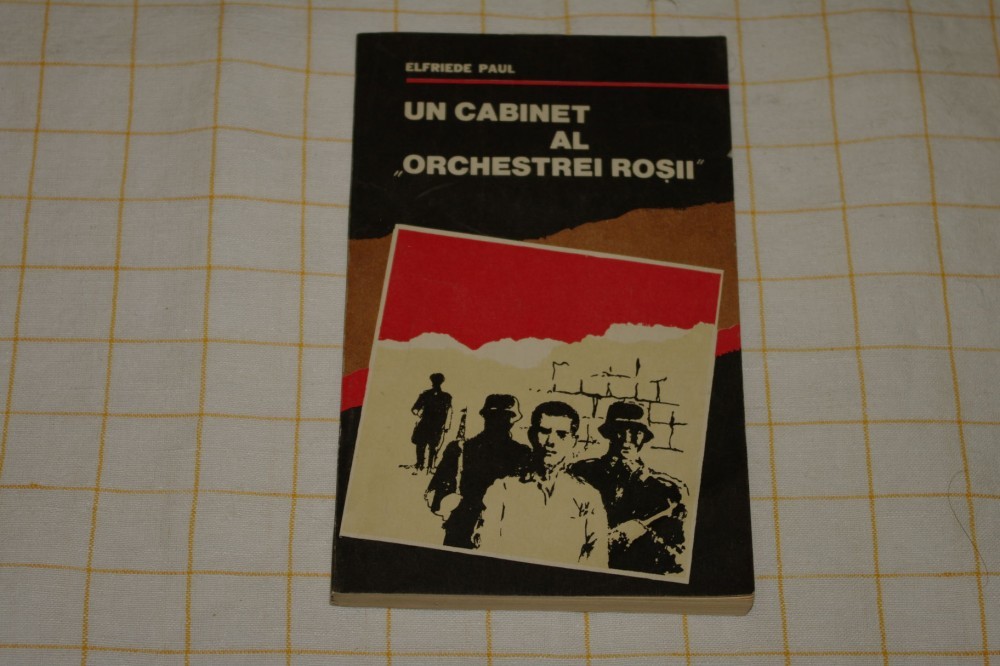 ELFRIEDE PAUL
UN CABINET
AL
„ORCHESTREI ROȘII"